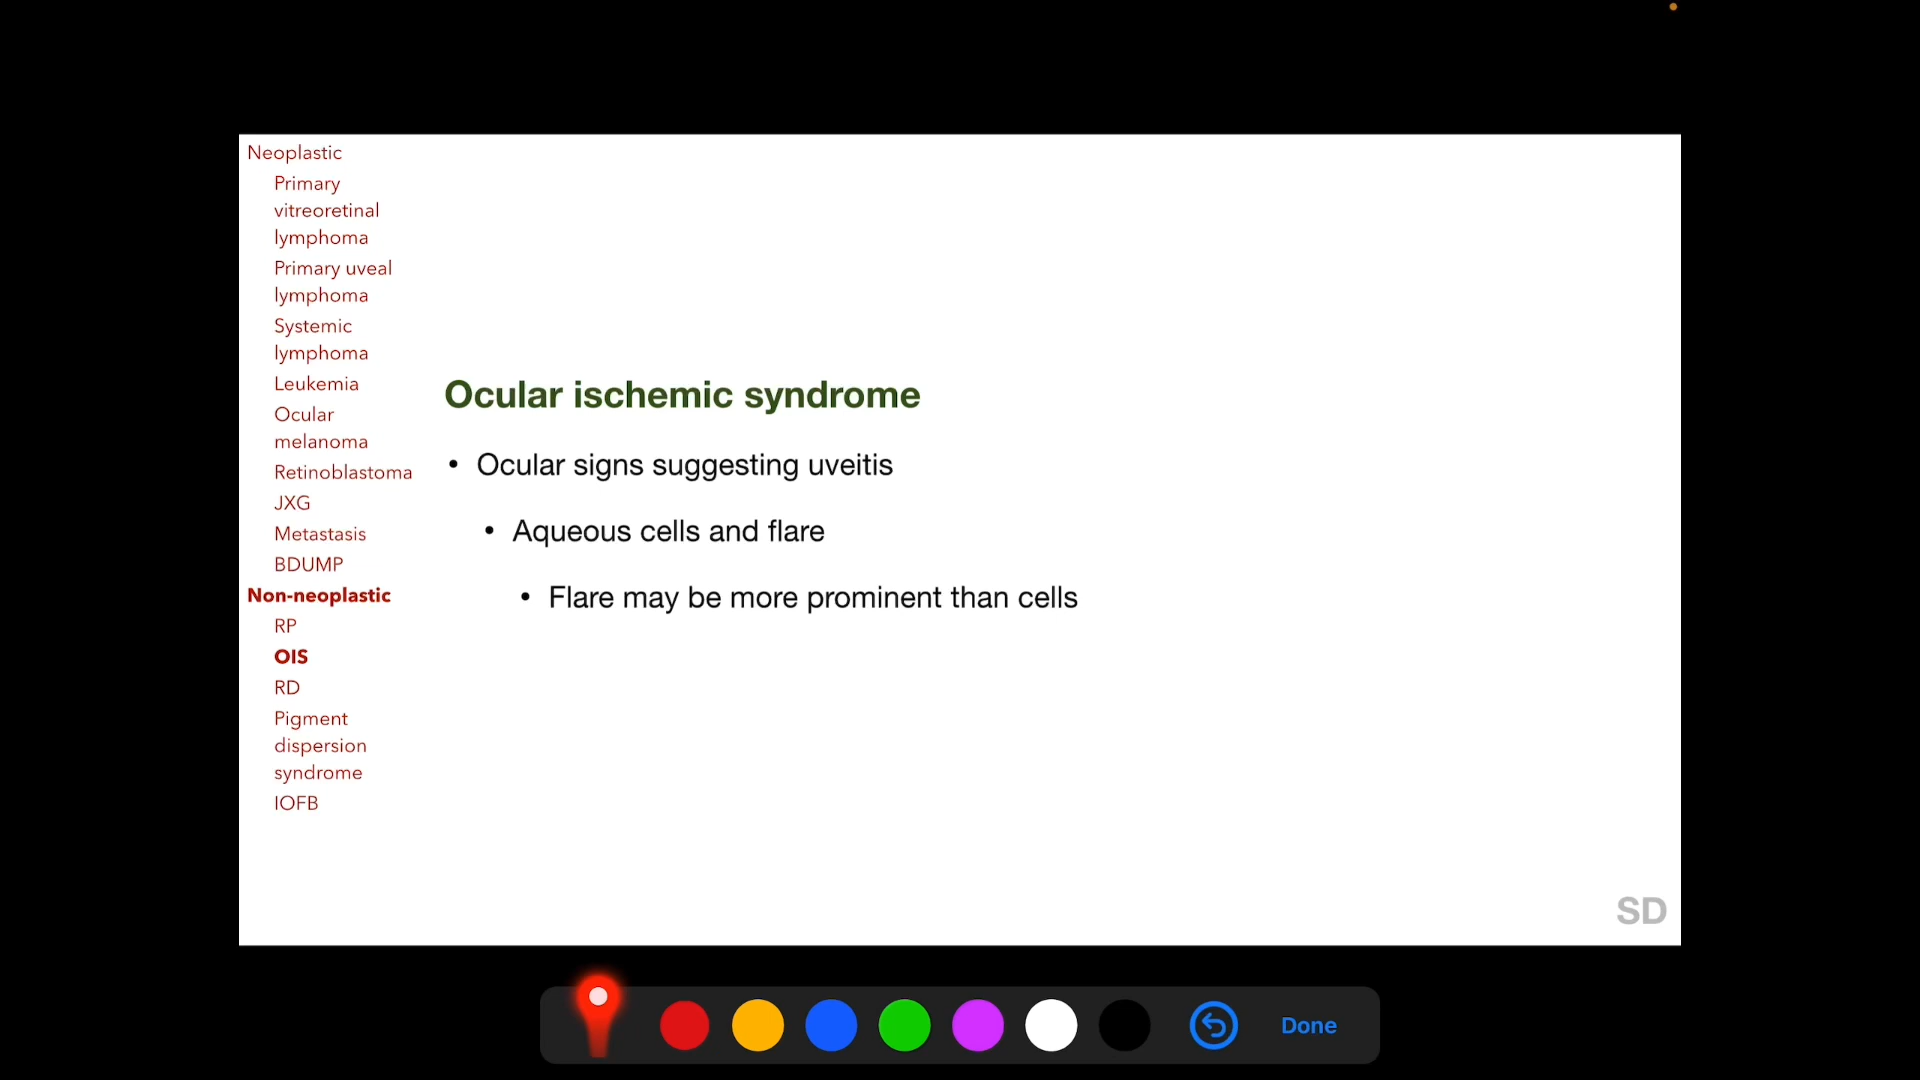 Neoplastic
Primary
vitreoretinal
lymphoma
Primary uveal
lymphoma
Systemic
lymphoma
Leukemia
Ocular
melanoma
Retinoblastoma
JXG
Metastasis
BDUMP
Non-neoplastic
RP
OIS
RD
Pigment
dispersion
syndrome
IOFB
Ocular ischemic syndrome
• Ocular signs suggesting uveitis
• Aqueous cells and flare
• Flare may be more prominent than cells
SD
Done